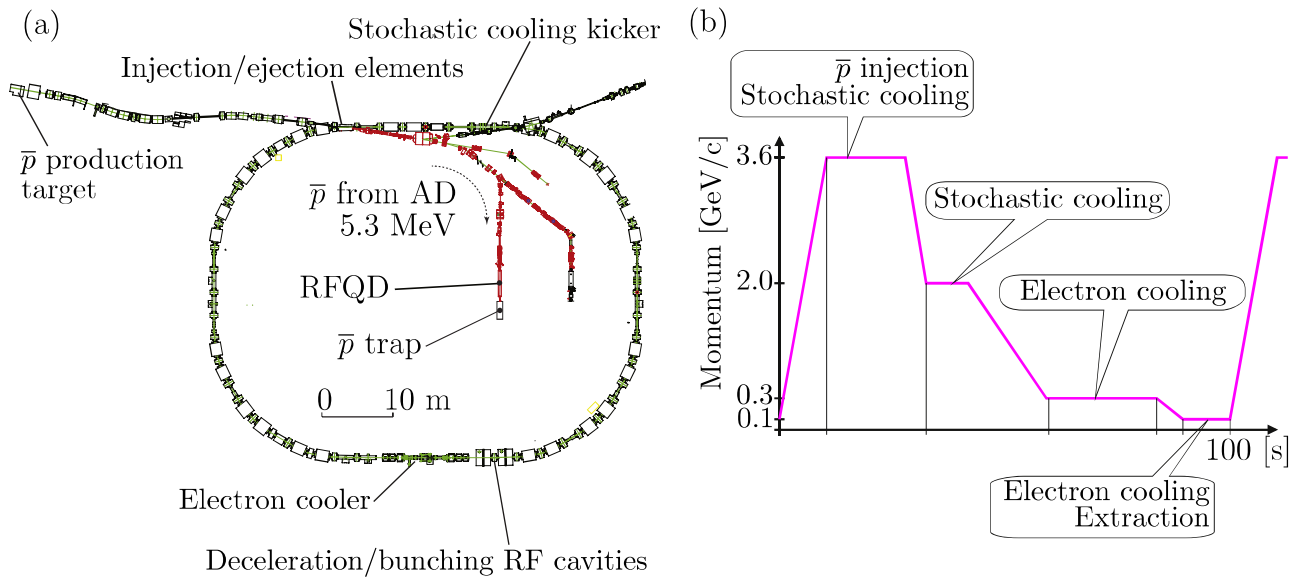 (a)
Stochastic cooling kicker
Injection/ejection elements
p̅ production
target
p̅ from AD
5.3 MeV
RFQD
p̅ trap
0 10 m
Electron cooler
Deceleration/bunching RF cavities
(b)
p̅ injection
Stochastic cooling
Momentum [GeV/c]
3.6
Stochastic cooling
2.0
Electron cooling
0.3
0.1
100 [s]
Electron cooling
Extraction